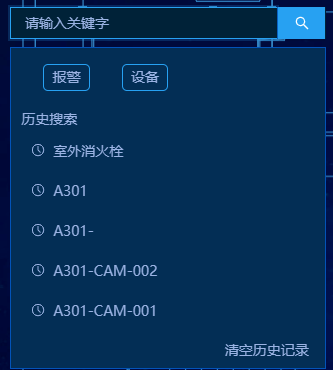 请输入关键字
报警 设备
历史搜索
室外消火栓
A301
A301-
A301-CAM-002
A301-CAM-001
清空历史记录